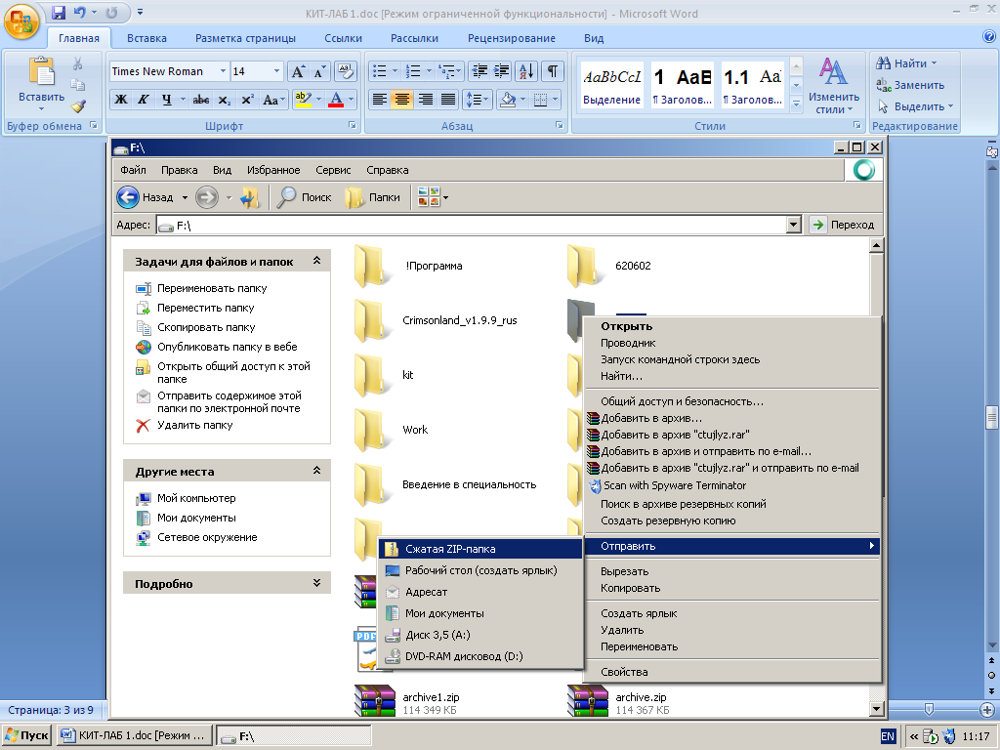 КИТ-ЛАБ 1.doc [Режим ограниченной функциональности] - Microsoft Word
Главная Вставка Разметка страницы Ссылки Рассылки Рецензирование Вид
Вставить
Буфер обмена
Times New Roman 14
Ж К Ч abc x₂ x² Aa
Шрифт
Абзац
AaBbCcL 1 AaB 1.1 Aa
Выделение ¶ Заголов... ¶ Заголов...
Изменить стили
Стили
Найти
Заменить
Выделить
Редактирование
F:\
Файл Правка Вид Избранное Сервис Справка
Назад Поиск Папки
Адрес: F:\ Переход
Задачи для файлов и папок
Переименовать папку
Переместить папку
Скопировать папку
Опубликовать папку в вебе
Открыть общий доступ к этой
папке
Отправить содержимое этой
папки по электронной почте
Удалить папку
Другие места
Мой компьютер
Мои документы
Сетевое окружение
Подробно
!Программа 620602
Crimsonland_v1.9.9_rus
kit
Work
Введение в специальность
PDF
archive1.zip
114 349 КБ
archive.zip
114 367 КБ
Открыть
Проводник
Запуск командной строки здесь
Найти...
Общий доступ и безопасность...
Добавить в архив...
Добавить в архив "ctujlyz.rar"
Добавить в архив и отправить по e-mail...
Добавить в архив "ctujlyz.rar" и отправить по e-mail
Scan with Spyware Terminator
Поиск в архиве резервных копий
Создать резервную копию
Отправить
Вырезать
Копировать
Создать ярлык
Удалить
Переименовать
Свойства
Сжатая ZIP-папка
Рабочий стол (создать ярлык)
Адресат
Мои документы
Диск 3,5 (A:)
DVD-RAM дисковод (D:)
Страница: 3 из 9
Пуск КИТ-ЛАБ 1.doc [Режим ... F:\ EN « 11:17